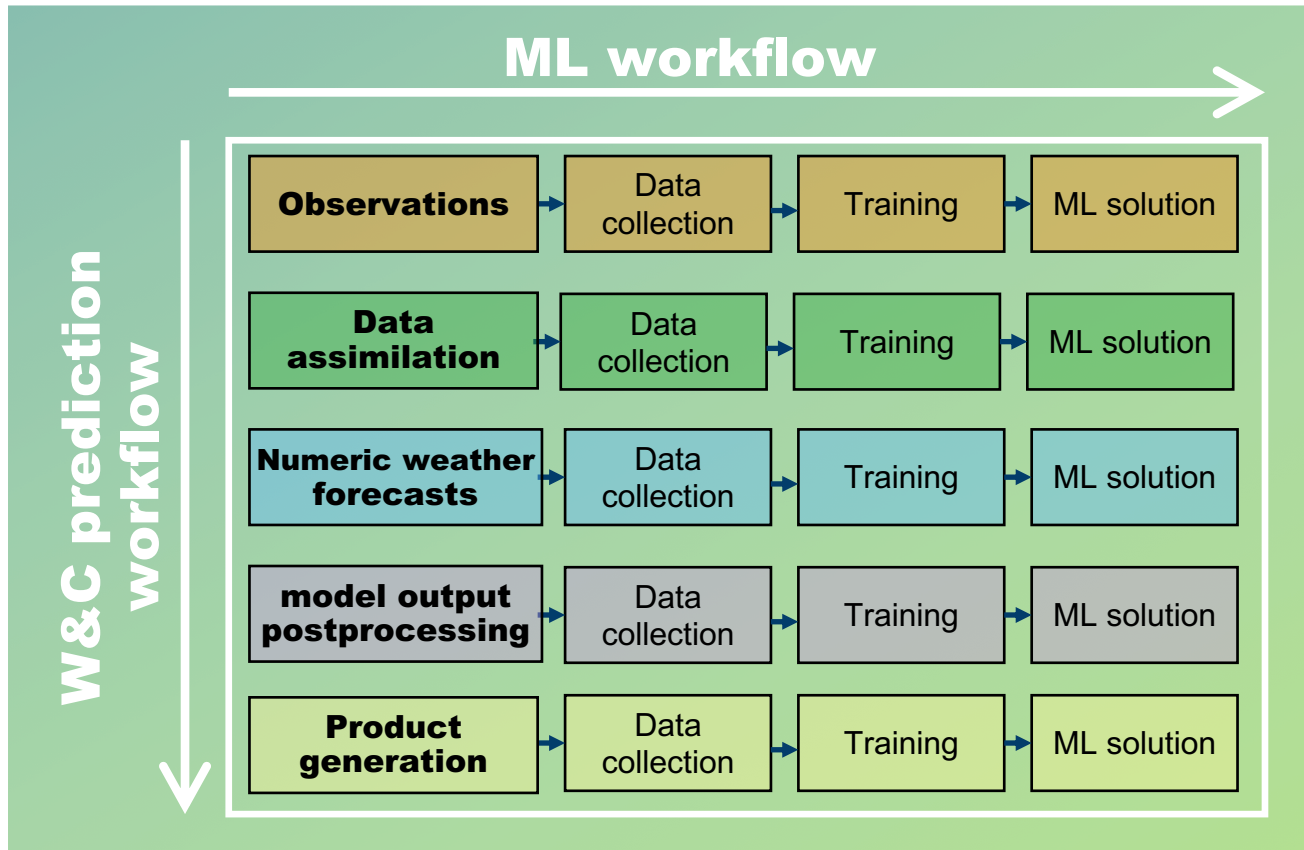 ML workflow
W&C prediction
workflow
Observations
Data
collection
Training
ML solution
Data
assimilation
Data
collection
Training
ML solution
Numeric weather
forecasts
Data
collection
Training
ML solution
model output
postprocessing
Data
collection
Training
ML solution
Product
generation
Data
collection
Training
ML solution